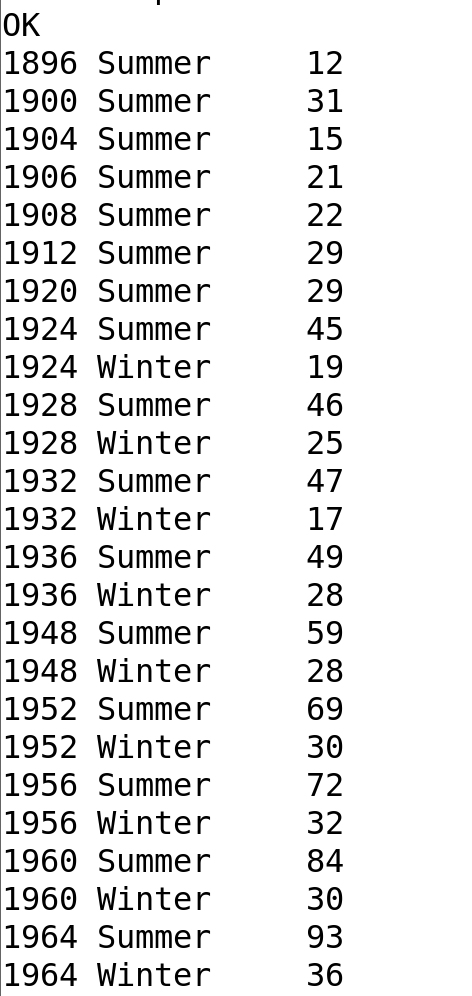 OK
1896 Summer     12
1900 Summer     31
1904 Summer     15
1906 Summer     21
1908 Summer     22
1912 Summer     29
1920 Summer     29
1924 Summer     45
1924 Winter     19
1928 Summer     46
1928 Winter     25
1932 Summer     47
1932 Winter     17
1936 Summer     49
1936 Winter     28
1948 Summer     59
1948 Winter     28
1952 Summer     69
1952 Winter     30
1956 Summer     72
1956 Winter     32
1960 Summer     84
1960 Winter     30
1964 Summer     93
1964 Winter     36